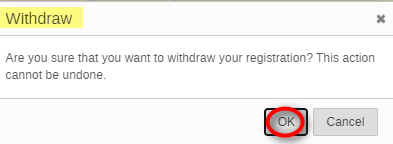 Withdraw
Are you sure that you want to withdraw your registration? This action
cannot be undone.
OK Cancel